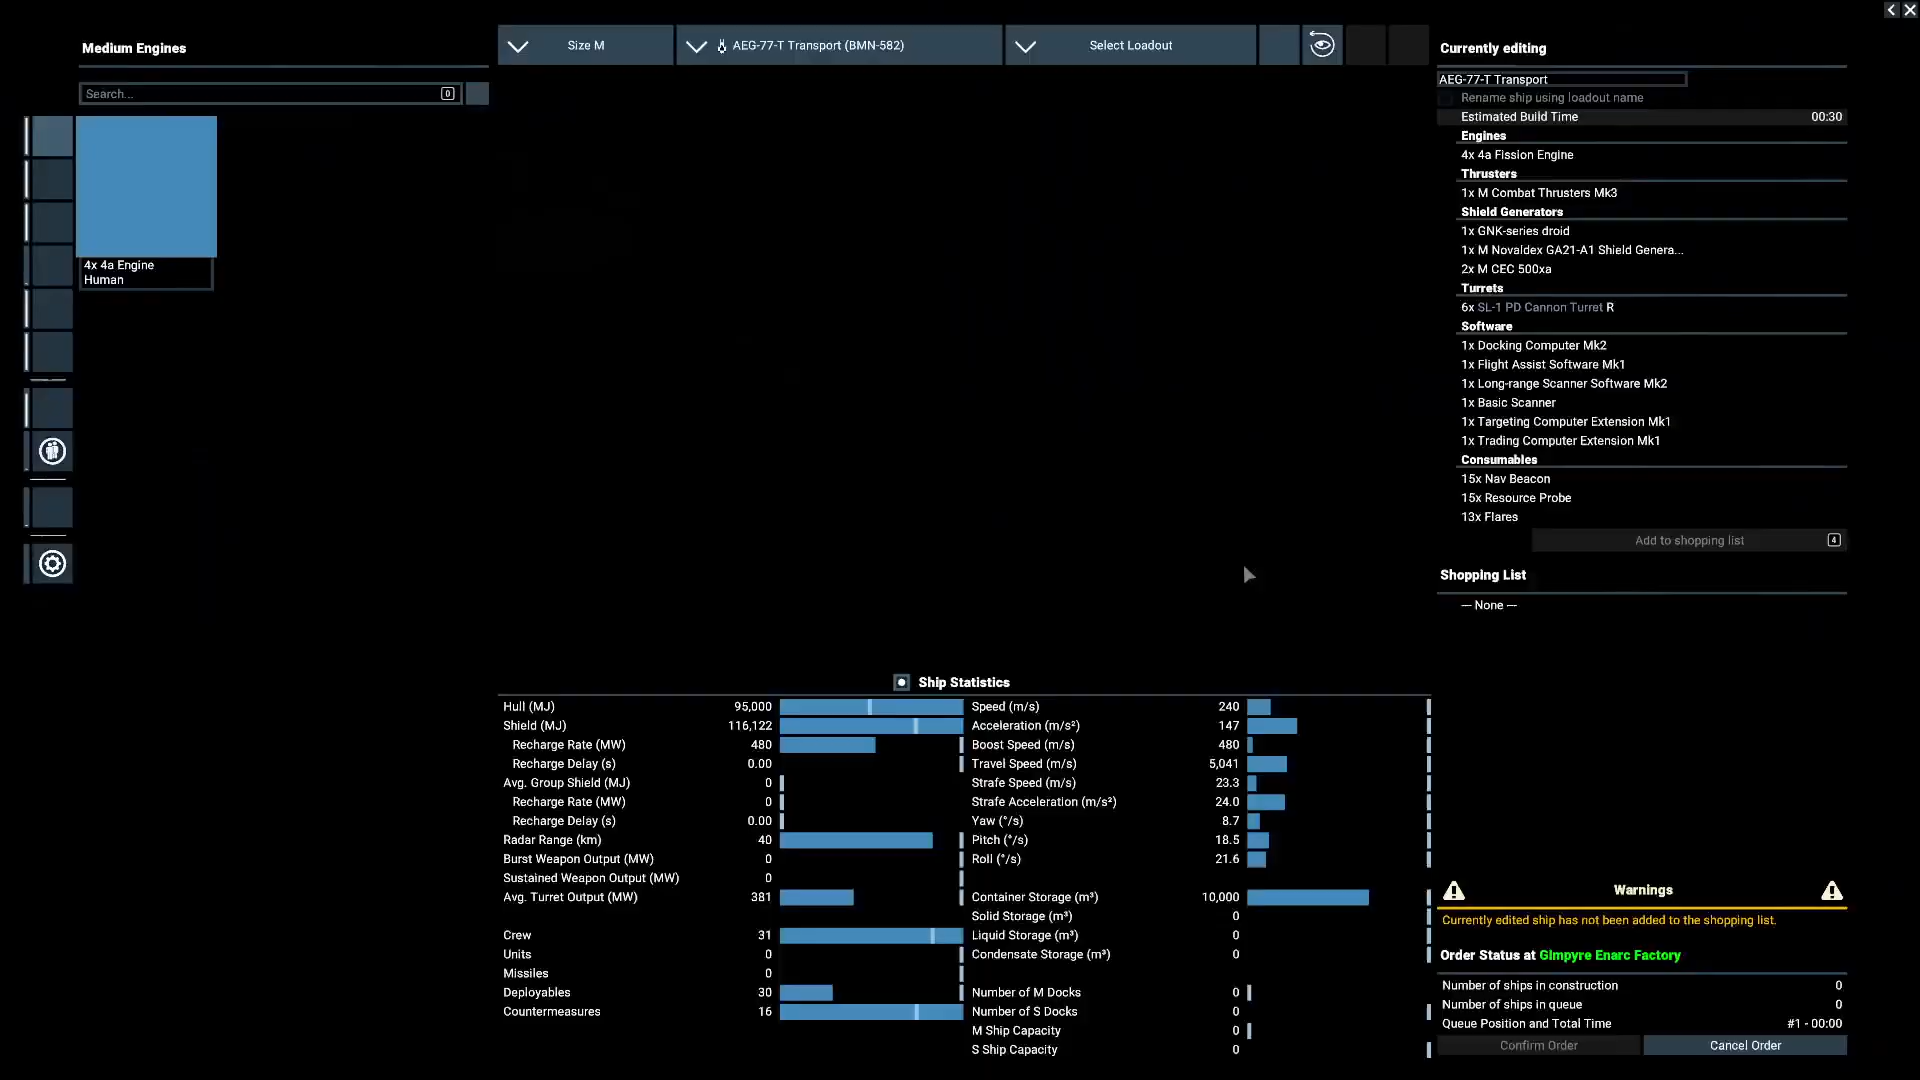 Medium Engines
Search...
0
4x 4a Engine
Human
Size M
AEG-77-T Transport (BMN-582)
Select Loadout
Ship Statistics
Hull (MJ) 95,000
Shield (MJ) 116,122
Recharge Rate (MW) 480
Recharge Delay (s) 0.00
Avg. Group Shield (MJ) 0
Recharge Rate (MW) 0
Recharge Delay (s) 0.00
Radar Range (km) 40
Burst Weapon Output (MW) 0
Sustained Weapon Output (MW) 0
Avg. Turret Output (MW) 381
Crew 31
Units 0
Missiles 0
Deployables 30
Countermeasures 16
Speed (m/s) 240
Acceleration (m/s²) 147
Boost Speed (m/s) 480
Travel Speed (m/s) 5,041
Strafe Speed (m/s) 23.3
Strafe Acceleration (m/s²) 24.0
Yaw (°/s) 8.7
Pitch (°/s) 18.5
Roll (°/s) 21.6
Container Storage (m³) 10,000
Solid Storage (m³) 0
Liquid Storage (m³) 0
Condensate Storage (m³) 0
Number of M Docks 0
Number of S Docks 0
M Ship Capacity 0
S Ship Capacity 0
Currently editing
AEG-77-T Transport
Rename ship using loadout name
Estimated Build Time 00:30
Engines
4x 4a Fission Engine
Thrusters
1x M Combat Thrusters Mk3
Shield Generators
1x GNK-series droid
1x M Novaldex GA21-A1 Shield Genera...
2x M CEC 500xa
Turrets
6x SL-1 PD Cannon Turret R
Software
1x Docking Computer Mk2
1x Flight Assist Software Mk1
1x Long-range Scanner Software Mk2
1x Basic Scanner
1x Targeting Computer Extension Mk1
1x Trading Computer Extension Mk1
Consumables
15x Nav Beacon
15x Resource Probe
13x Flares
Add to shopping list 4
Shopping List
— None —
Warnings
Currently edited ship has not been added to the shopping list.
Order Status at Gimpyre Enarc Factory
Number of ships in construction 0
Number of ships in queue 0
Queue Position and Total Time #1 - 00:00
Confirm Order
Cancel Order